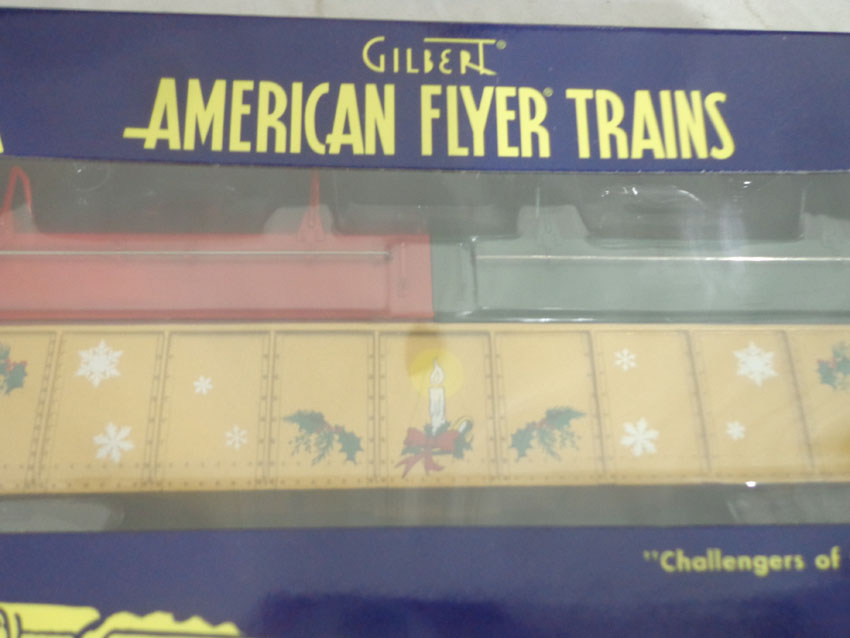 GILBERT®
AMERICAN FLYER® TRAINS
"Challengers of